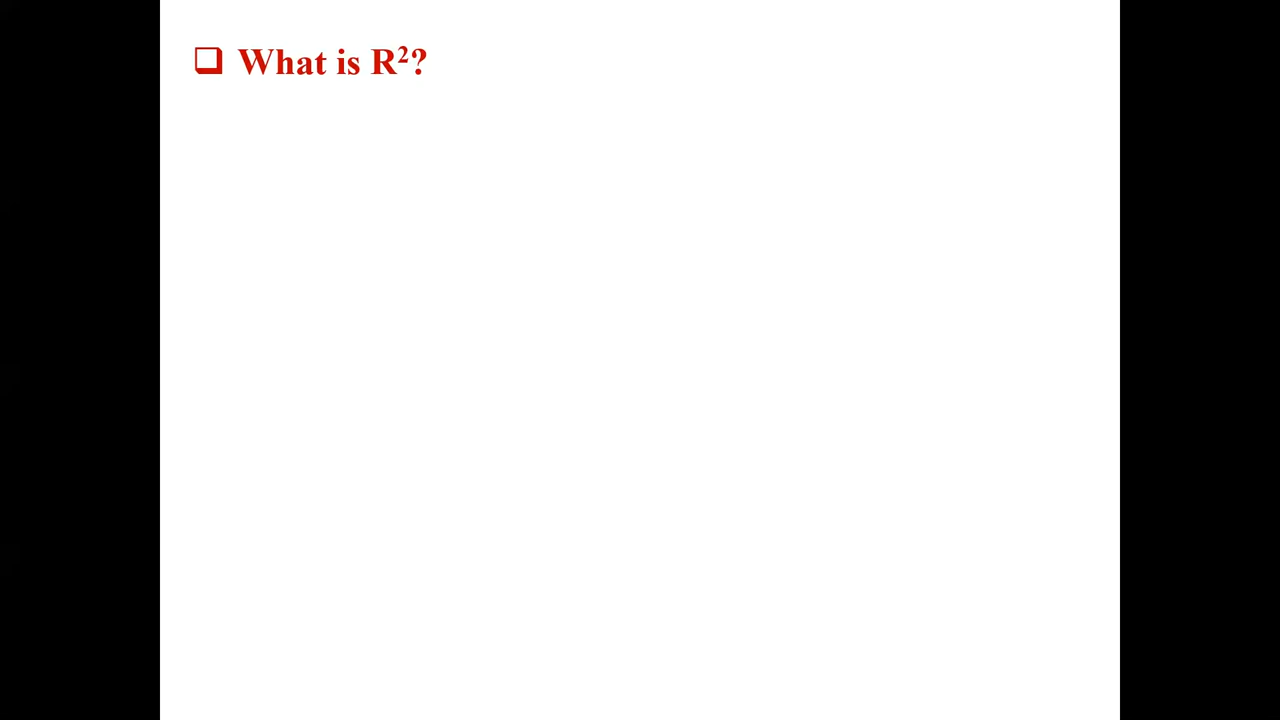 ❑ What is R²?